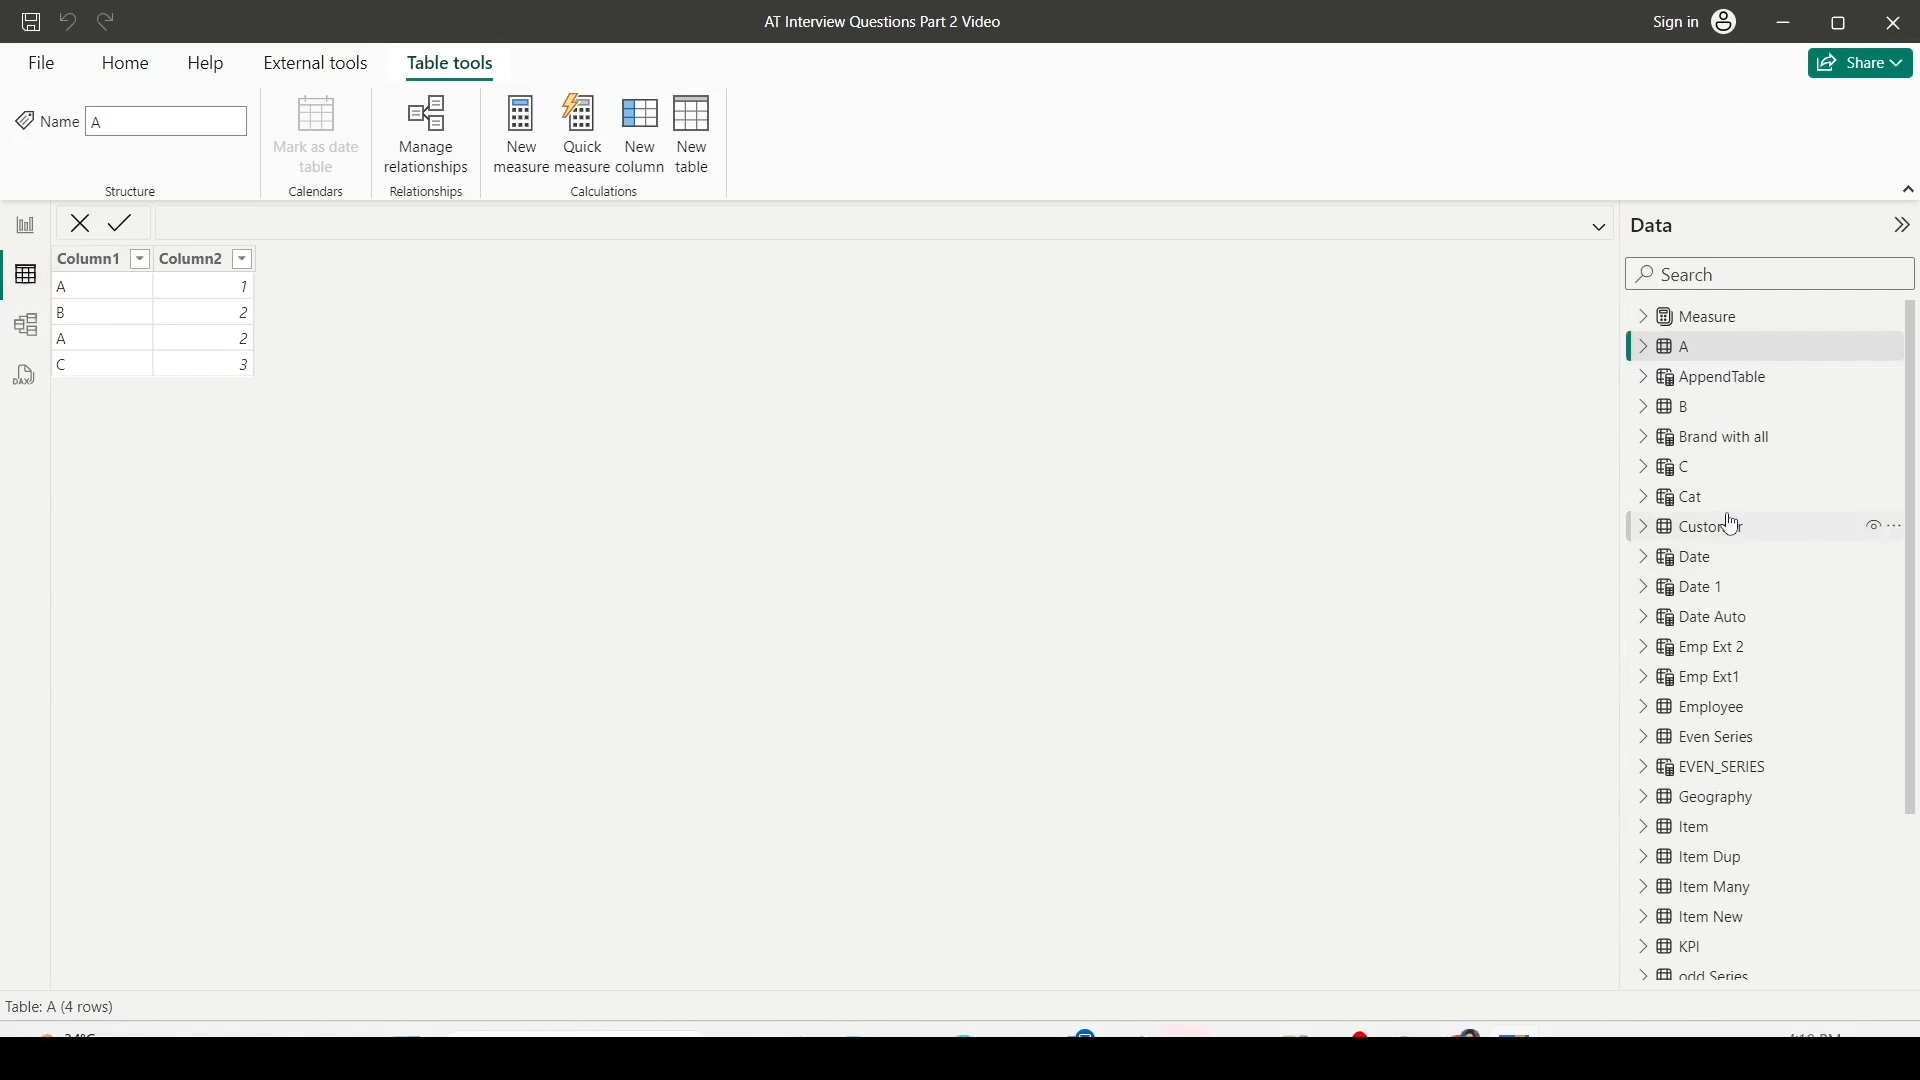 AT Interview Questions Part 2 Video
Sign in
File
Home
Help
External tools
Table tools
Share
Name
A
Mark as date
table
Calendars
Manage
relationships
Relationships
New
measure
Quick
measure
New
column
New
table
Structure
Calculations
Data
Search
Column1
Column2
A
1
B
2
A
2
C
3
DAX
Measure
A
AppendTable
B
Brand with all
C
Cat
Date
Date 1
Date Auto
Emp Ext 2
Emp Ext1
Employee
Even Series
EVEN_SERIES
Geography
Item
Item Dup
Item Many
Item New
KPI
odd Series
Table: A (4 rows)